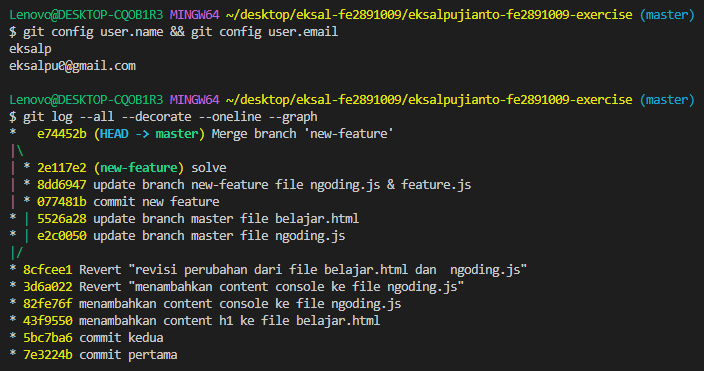 Lenovo@DESKTOP-CQOB1R3 MINGW64 ~/desktop/eksal-fe2891009/eksalpujianto-exercise (master)
$ git config user.name && git config user.email
eksalp
eksalpu0@gmail.com

Lenovo@DESKTOP-CQOB1R3 MINGW64 ~/desktop/eksal-fe2891009/eksalpujianto-exercise (master)
$ git log --all --decorate --oneline --graph
*   e74452b (HEAD -> master) Merge branch 'new-feature'
|\
| * 2e117e2 (new-feature) solve
| * 8dd6947 update branch new-feature file ngoding.js & feature.js
| * 077481b commit new feature
* | 5526a28 update branch master file belajar.html
* | e2c0050 update branch master file ngoding.js
|/
* 8cfcee1 Revert "revisi perubahan dari file belajar.html dan  ngoding.js"
* 3d6a022 Revert "menambahkan content console ke file ngoding.js"
* 82fe76f menambahkan content console ke file ngoding.js
* 43f9550 menambahkan content h1 ke file belajar.html
* 5bc7ba6 commit kedua
* 7e3224b commit pertama